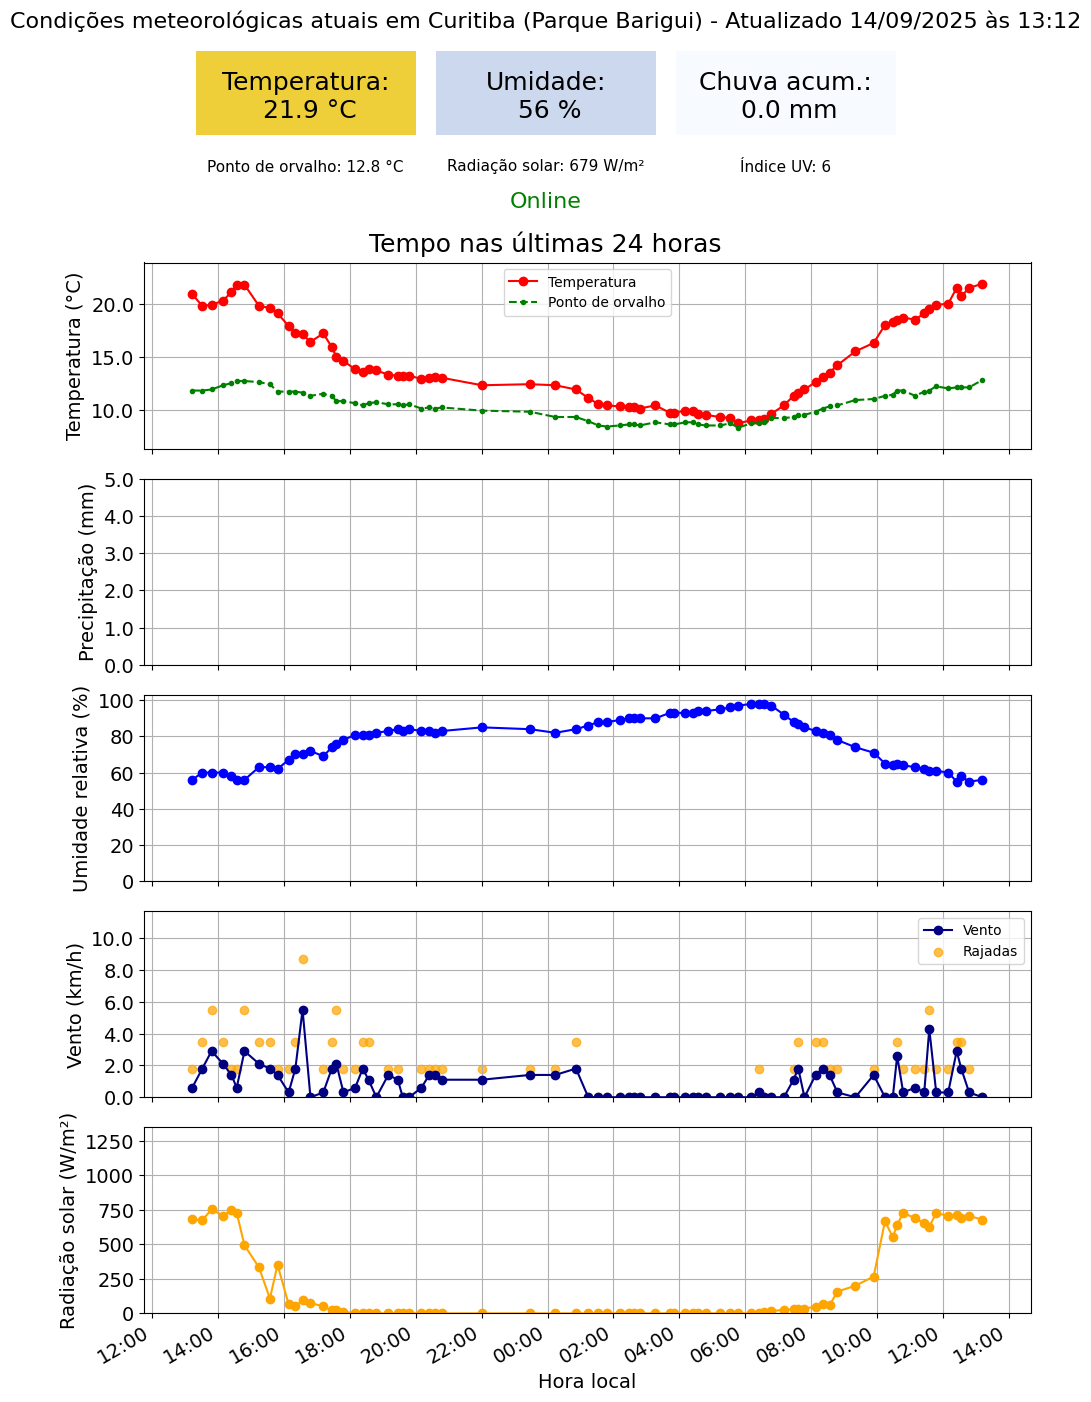 Condições meteorológicas atuais em Curitiba (Parque Barigui) - Atualizado 14/09/2025 às 13:12
Temperatura:
21.9 °C
Umidade:
56 %
Chuva acum.:
0.0 mm
Ponto de orvalho: 12.8 °C
Radiação solar: 679 W/m²
Índice UV: 6
Online
Tempo nas últimas 24 horas
Temperatura (°C)
20.0
15.0
10.0
Temperatura
Ponto de orvalho
Precipitação (mm)
5.0
4.0
3.0
2.0
1.0
0.0
Umidade relativa (%)
100
80
60
40
20
0
Vento (km/h)
10.0
8.0
6.0
4.0
2.0
0.0
Vento
Rajadas
Radiação solar (W/m²)
1250
1000
750
500
250
0
12:00
14:00
16:00
18:00
20:00
22:00
00:00
02:00
04:00
06:00
08:00
10:00
12:00
14:00
Hora local